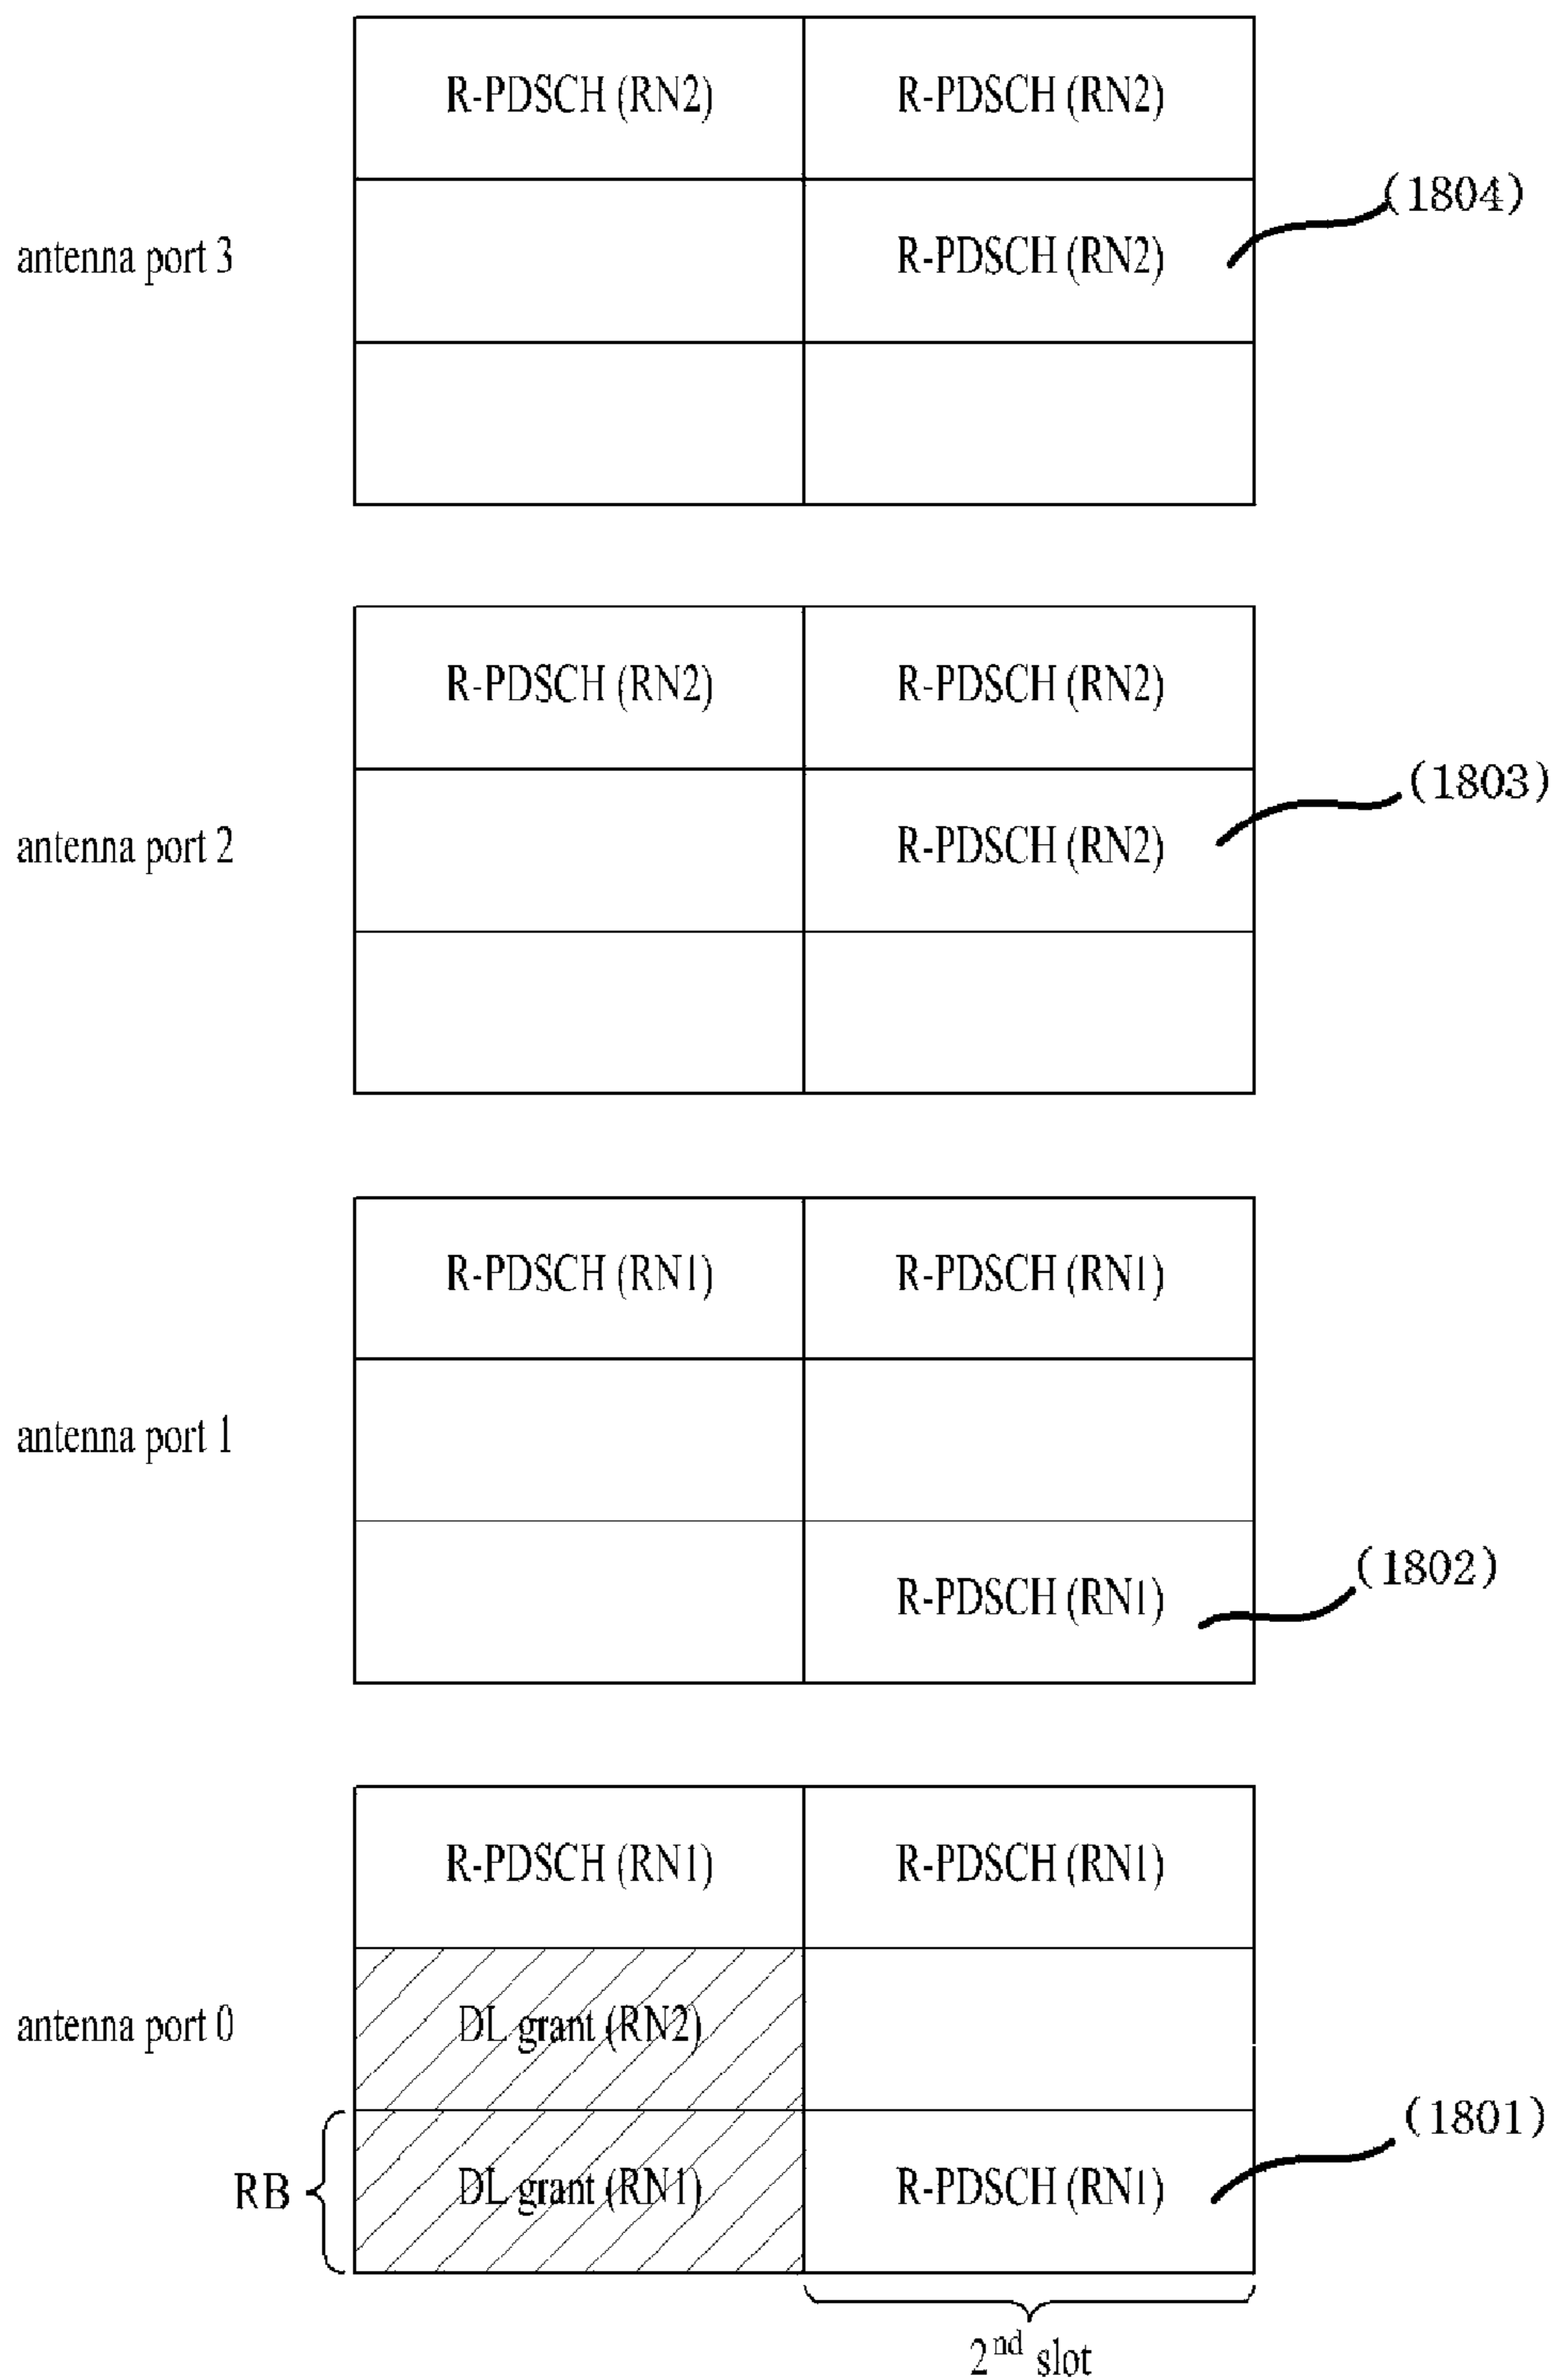 R-PDSCH (RN2) R-PDSCH (RN2)
(1804)
antenna port 3 R-PDSCH (RN2)
R-PDSCH (RN2) R-PDSCH (RN2)
(1803)
antenna port 2 R-PDSCH (RN2)
R-PDSCH (RN1) R-PDSCH (RN1)
antenna port 1
(1802)
R-PDSCH (RN1)
R-PDSCH (RN1) R-PDSCH (RN1)
antenna port 0 DL grant (RN2)
(1801)
RB DL grant (RN1) R-PDSCH (RN1)
2nd slot